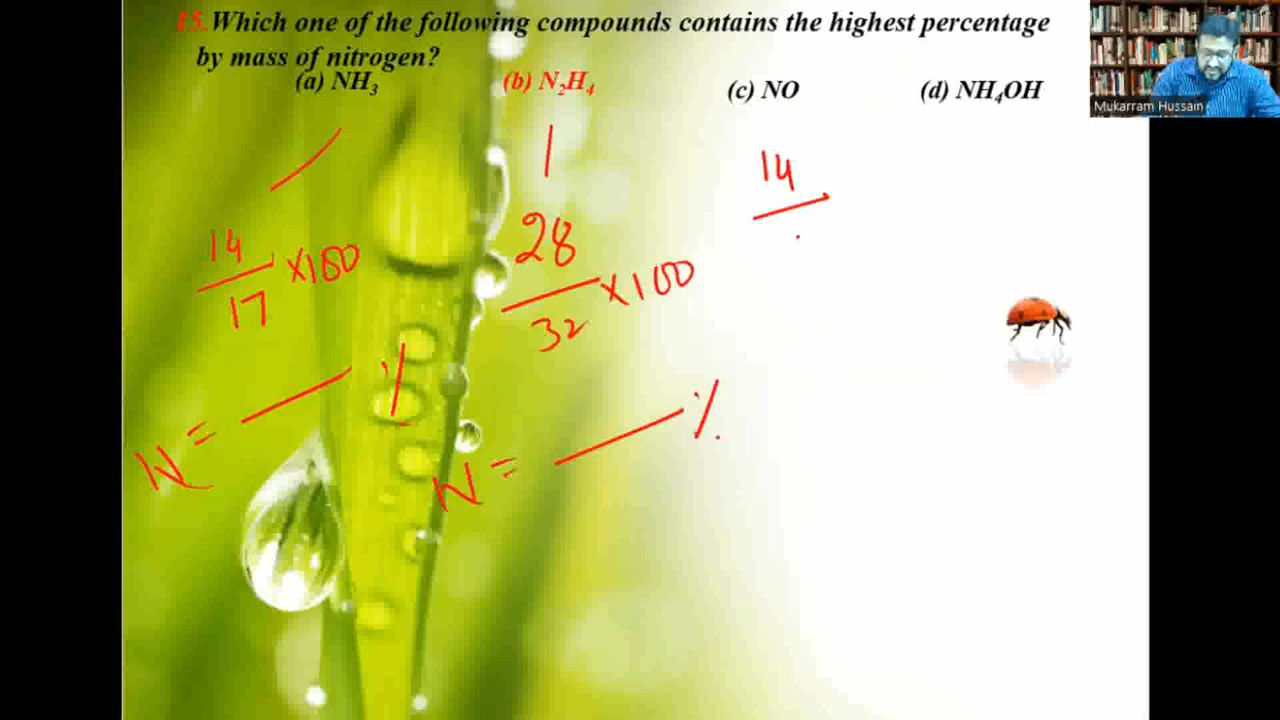 15. Which one of the following compounds contains the highest percentage
by mass of nitrogen?
(a) NH₃ (b) N₂H₄ (c) NO (d) NH₄OH
Mukarram Hussain
14
14/17 ×100
28/32 ×100
N = %
N = %